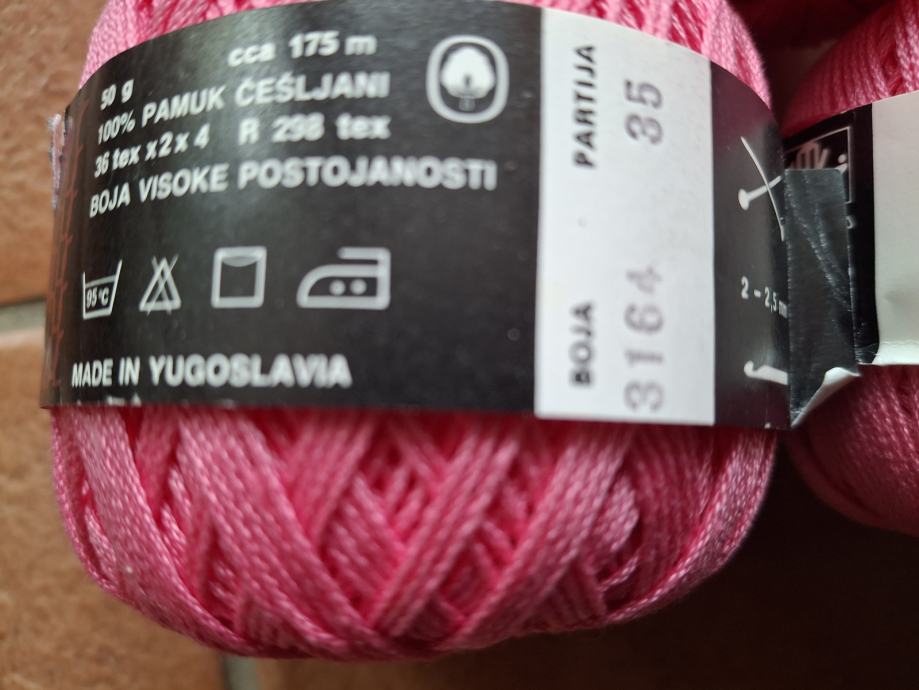 cca 175 m
50 g
100% PAMUK ČEŠLJANI
36 tex x 2 x 4 R 298 tex
BOJA VISOKE POSTOJANOSTI
95°C
MADE IN YUGOSLAVIA
PARTIJA 35
BOJA 3164
2 - 2,5